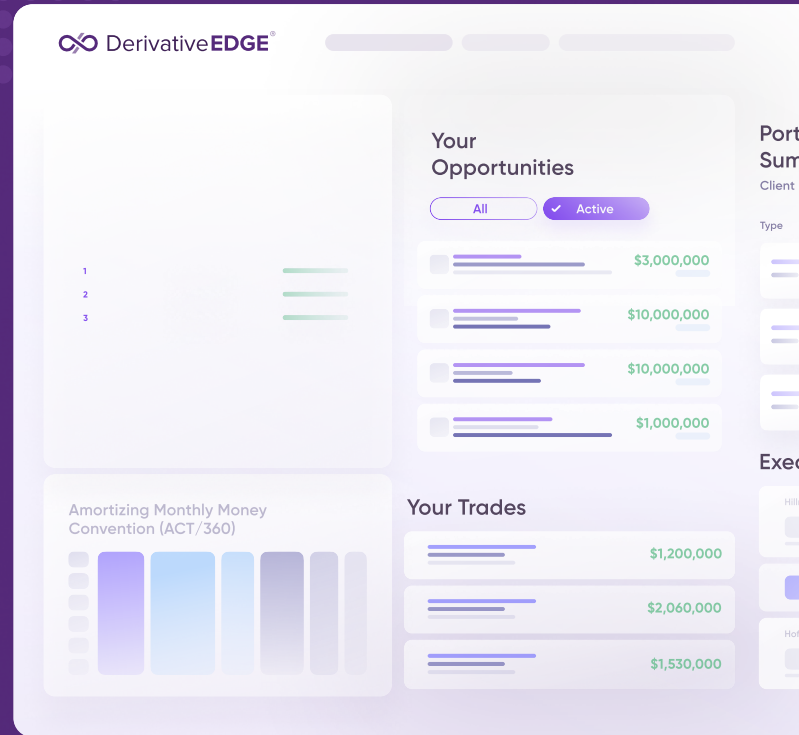 DerivativeEDGE®
1
2
3
Amortizing Monthly Money
Convention (ACT/360)
Your
Opportunities
All
Active
$3,000,000
$10,000,000
$10,000,000
$1,000,000
Your Trades
$1,200,000
$2,060,000
$1,530,000
Port
Sum
Client
Type
Exec
Hilli
Hof